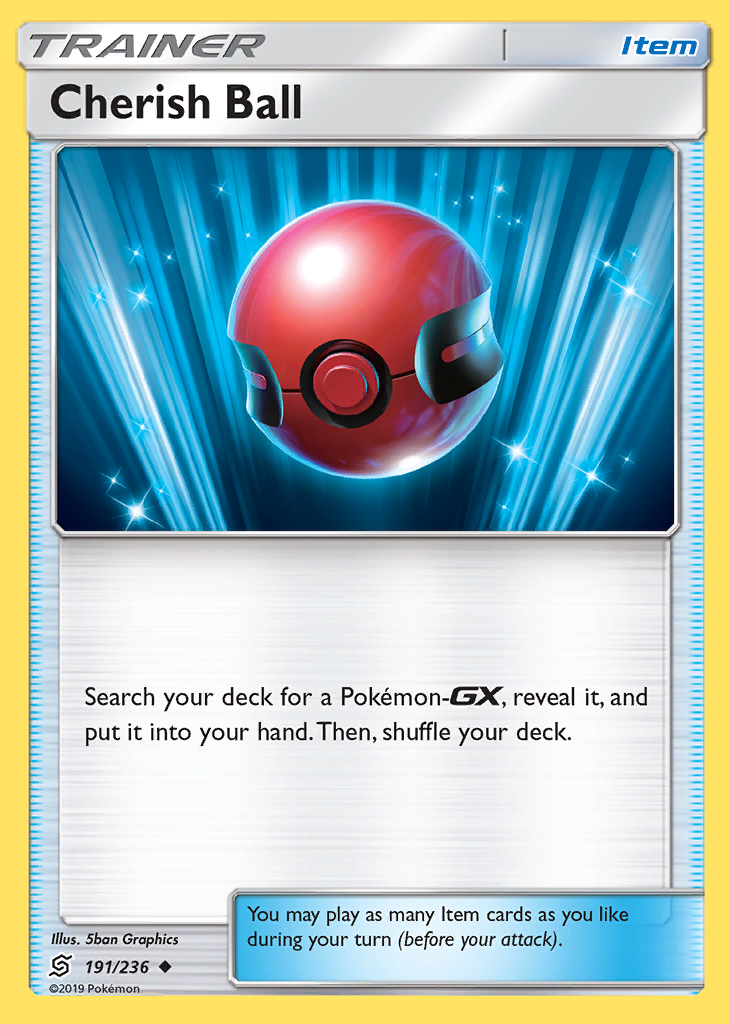 TRAINER
Item
Cherish Ball
Search your deck for a Pokémon-GX, reveal it, and
put it into your hand. Then, shuffle your deck.
You may play as many Item cards as you like
during your turn (before your attack).
Illus. 5ban Graphics
191/236 ◆
©2019 Pokémon